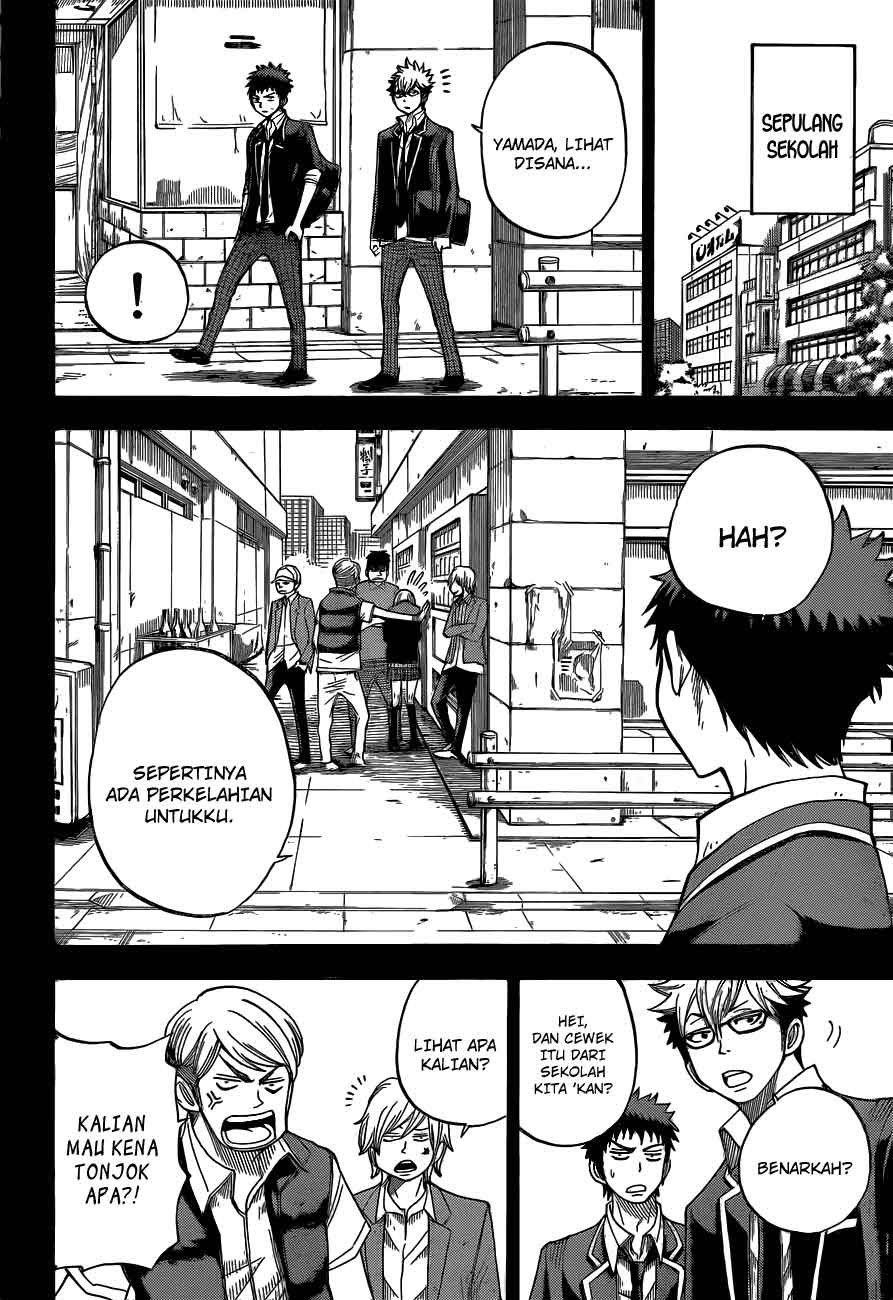 SEPULANG
SEKOLAH
YAMADA, LIHAT
DISANA...
!
HAH?
SEPERTINYA
ADA PERKELAHIAN
UNTUKKU.
HEI,
DAN CEWEK
ITU DARI
SEKOLAH
KITA 'KAN?
BENARKAH?
LIHAT APA
KALIAN?
KALIAN
MAU KENA
TONJOK
APA?!